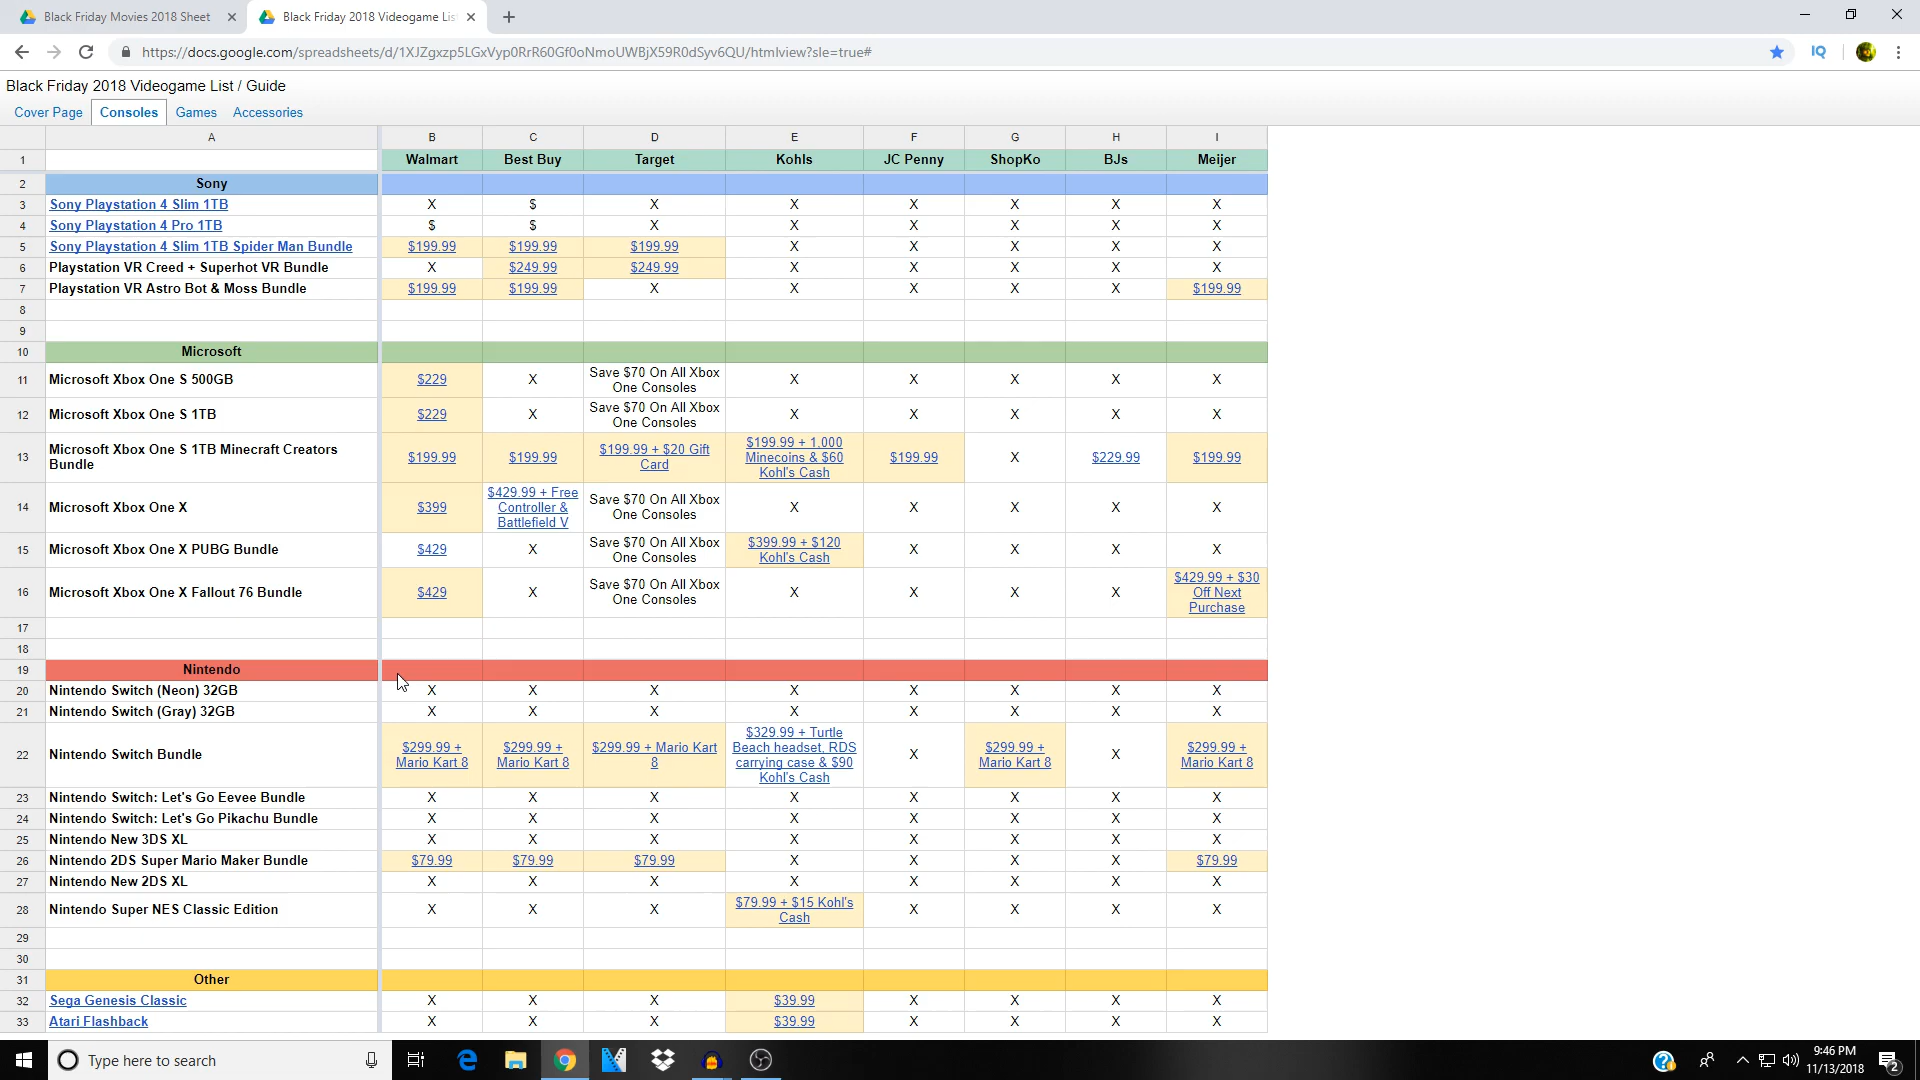 Black Friday Movies 2018 Sheet
Black Friday 2018 Videogame Lis
https://docs.google.com/spreadsheets/d/1XJZgxzp5LGxVyp0RrR60Gf0oNmoUWBjX59R0dSyv6QU/htmlview?sle=true#
IQ
Black Friday 2018 Videogame List / Guide
Cover Page Consoles Games Accessories
A B C D E F G H I
1 Walmart Best Buy Target Kohls JC Penny ShopKo BJs Meijer
2 Sony
3 Sony Playstation 4 Slim 1TB X $ X X X X X X
4 Sony Playstation 4 Pro 1TB $ $ X X X X X X
5 Sony Playstation 4 Slim 1TB Spider Man Bundle $199.99 $199.99 $199.99 X X X X X
6 Playstation VR Creed + Superhot VR Bundle X $249.99 $249.99 X X X X X
7 Playstation VR Astro Bot & Moss Bundle $199.99 $199.99 X X X X X $199.99
8
9
10 Microsoft
11 Microsoft Xbox One S 500GB $229 X Save $70 On All Xbox One Consoles X X X X X
12 Microsoft Xbox One S 1TB $229 X Save $70 On All Xbox One Consoles X X X X X
13 Microsoft Xbox One S 1TB Minecraft Creators Bundle $199.99 $199.99 $199.99 + $20 Gift Card $199.99 + 1,000 Minecoins & $60 Kohl's Cash $199.99 X $229.99 $199.99
14 Microsoft Xbox One X $399 $429.99 + Free Controller & Battlefield V Save $70 On All Xbox One Consoles X X X X X
15 Microsoft Xbox One X PUBG Bundle $429 X Save $70 On All Xbox One Consoles $399.99 + $120 Kohl's Cash X X X X
16 Microsoft Xbox One X Fallout 76 Bundle $429 X Save $70 On All Xbox One Consoles X X X X $429.99 + $30 Off Next Purchase
17
18
19 Nintendo
20 Nintendo Switch (Neon) 32GB X X X X X X X X
21 Nintendo Switch (Gray) 32GB X X X X X X X X
22 Nintendo Switch Bundle $299.99 + Mario Kart 8 $299.99 + Mario Kart 8 $299.99 + Mario Kart 8 $329.99 + Turtle Beach headset, RDS carrying case & $90 Kohl's Cash X $299.99 + Mario Kart 8 X $299.99 + Mario Kart 8
23 Nintendo Switch: Let's Go Eevee Bundle X X X X X X X X
24 Nintendo Switch: Let's Go Pikachu Bundle X X X X X X X X
25 Nintendo New 3DS XL X X X X X X X X
26 Nintendo 2DS Super Mario Maker Bundle $79.99 $79.99 $79.99 X X X X $79.99
27 Nintendo New 2DS XL X X X X X X X X
28 Nintendo Super NES Classic Edition X X X $79.99 + $15 Kohl's Cash X X X X
29
30
31 Other
32 Sega Genesis Classic X X X $39.99 X X X X
33 Atari Flashback X X X $39.99 X X X X
Type here to search
9:46 PM
11/13/2018
2